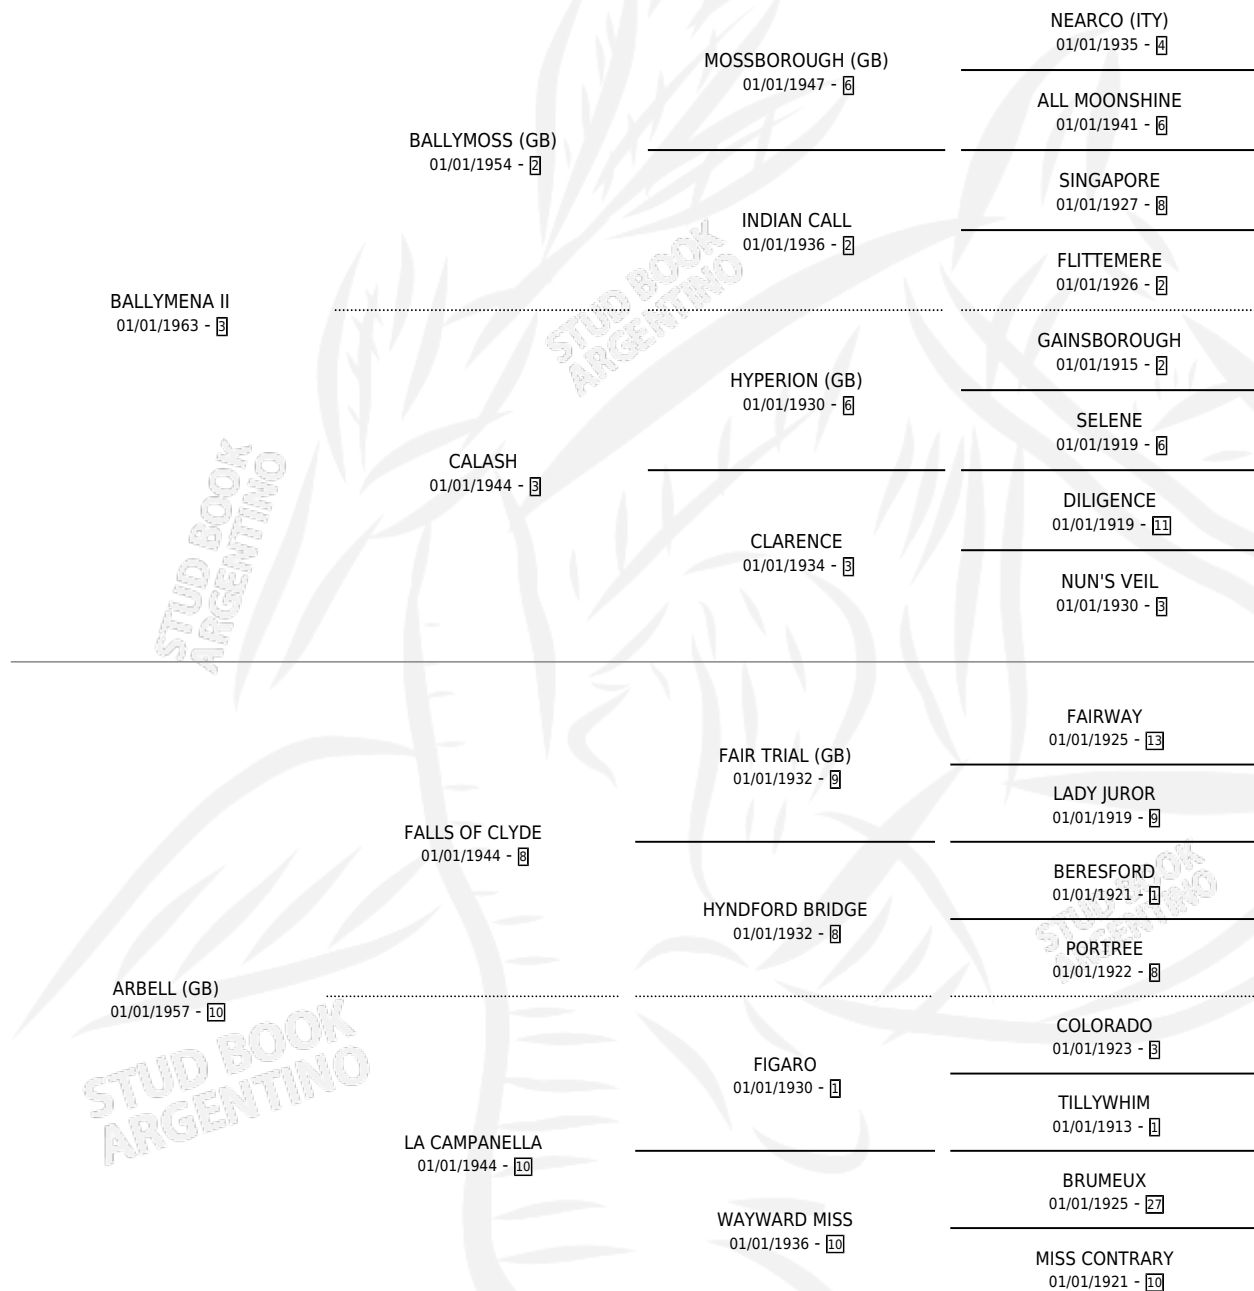 NEARCO (ITY)
01/01/1935 - 4
MOSSBOROUGH (GB)
01/01/1947 - 6
ALL MOONSHINE
01/01/1941 - 6
BALLYMOSS (GB)
01/01/1954 - 2
SINGAPORE
01/01/1927 - 8
INDIAN CALL
01/01/1936 - 2
FLITTEMERE
01/01/1926 - 2
BALLYMENA II
01/01/1963 - 3
GAINSBOROUGH
01/01/1915 - 2
HYPERION (GB)
01/01/1930 - 6
SELENE
01/01/1919 - 6
CALASH
01/01/1944 - 3
DILIGENCE
01/01/1919 - 11
CLARENCE
01/01/1934 - 3
NUN'S VEIL
01/01/1930 - 3
FAIRWAY
01/01/1925 - 13
FAIR TRIAL (GB)
01/01/1932 - 9
LADY JUROR
01/01/1919 - 9
FALLS OF CLYDE
01/01/1944 - 8
BERESFORD
01/01/1921 - 1
HYNDFORD BRIDGE
01/01/1932 - 8
PORTREE
01/01/1922 - 8
ARBELL (GB)
01/01/1957 - 10
COLORADO
01/01/1923 - 3
FIGARO
01/01/1930 - 1
TILLYWHIM
01/01/1913 - 1
LA CAMPANELLA
01/01/1944 - 10
BRUMEUX
01/01/1925 - 27
WAYWARD MISS
01/01/1936 - 10
MISS CONTRARY
01/01/1921 - 10
STUD BOOK
ARGENTINO
STUD BOOK
ARGENTINO
STUD BOOK
ARGENTINO
STUD BOOK
ARGENTINO